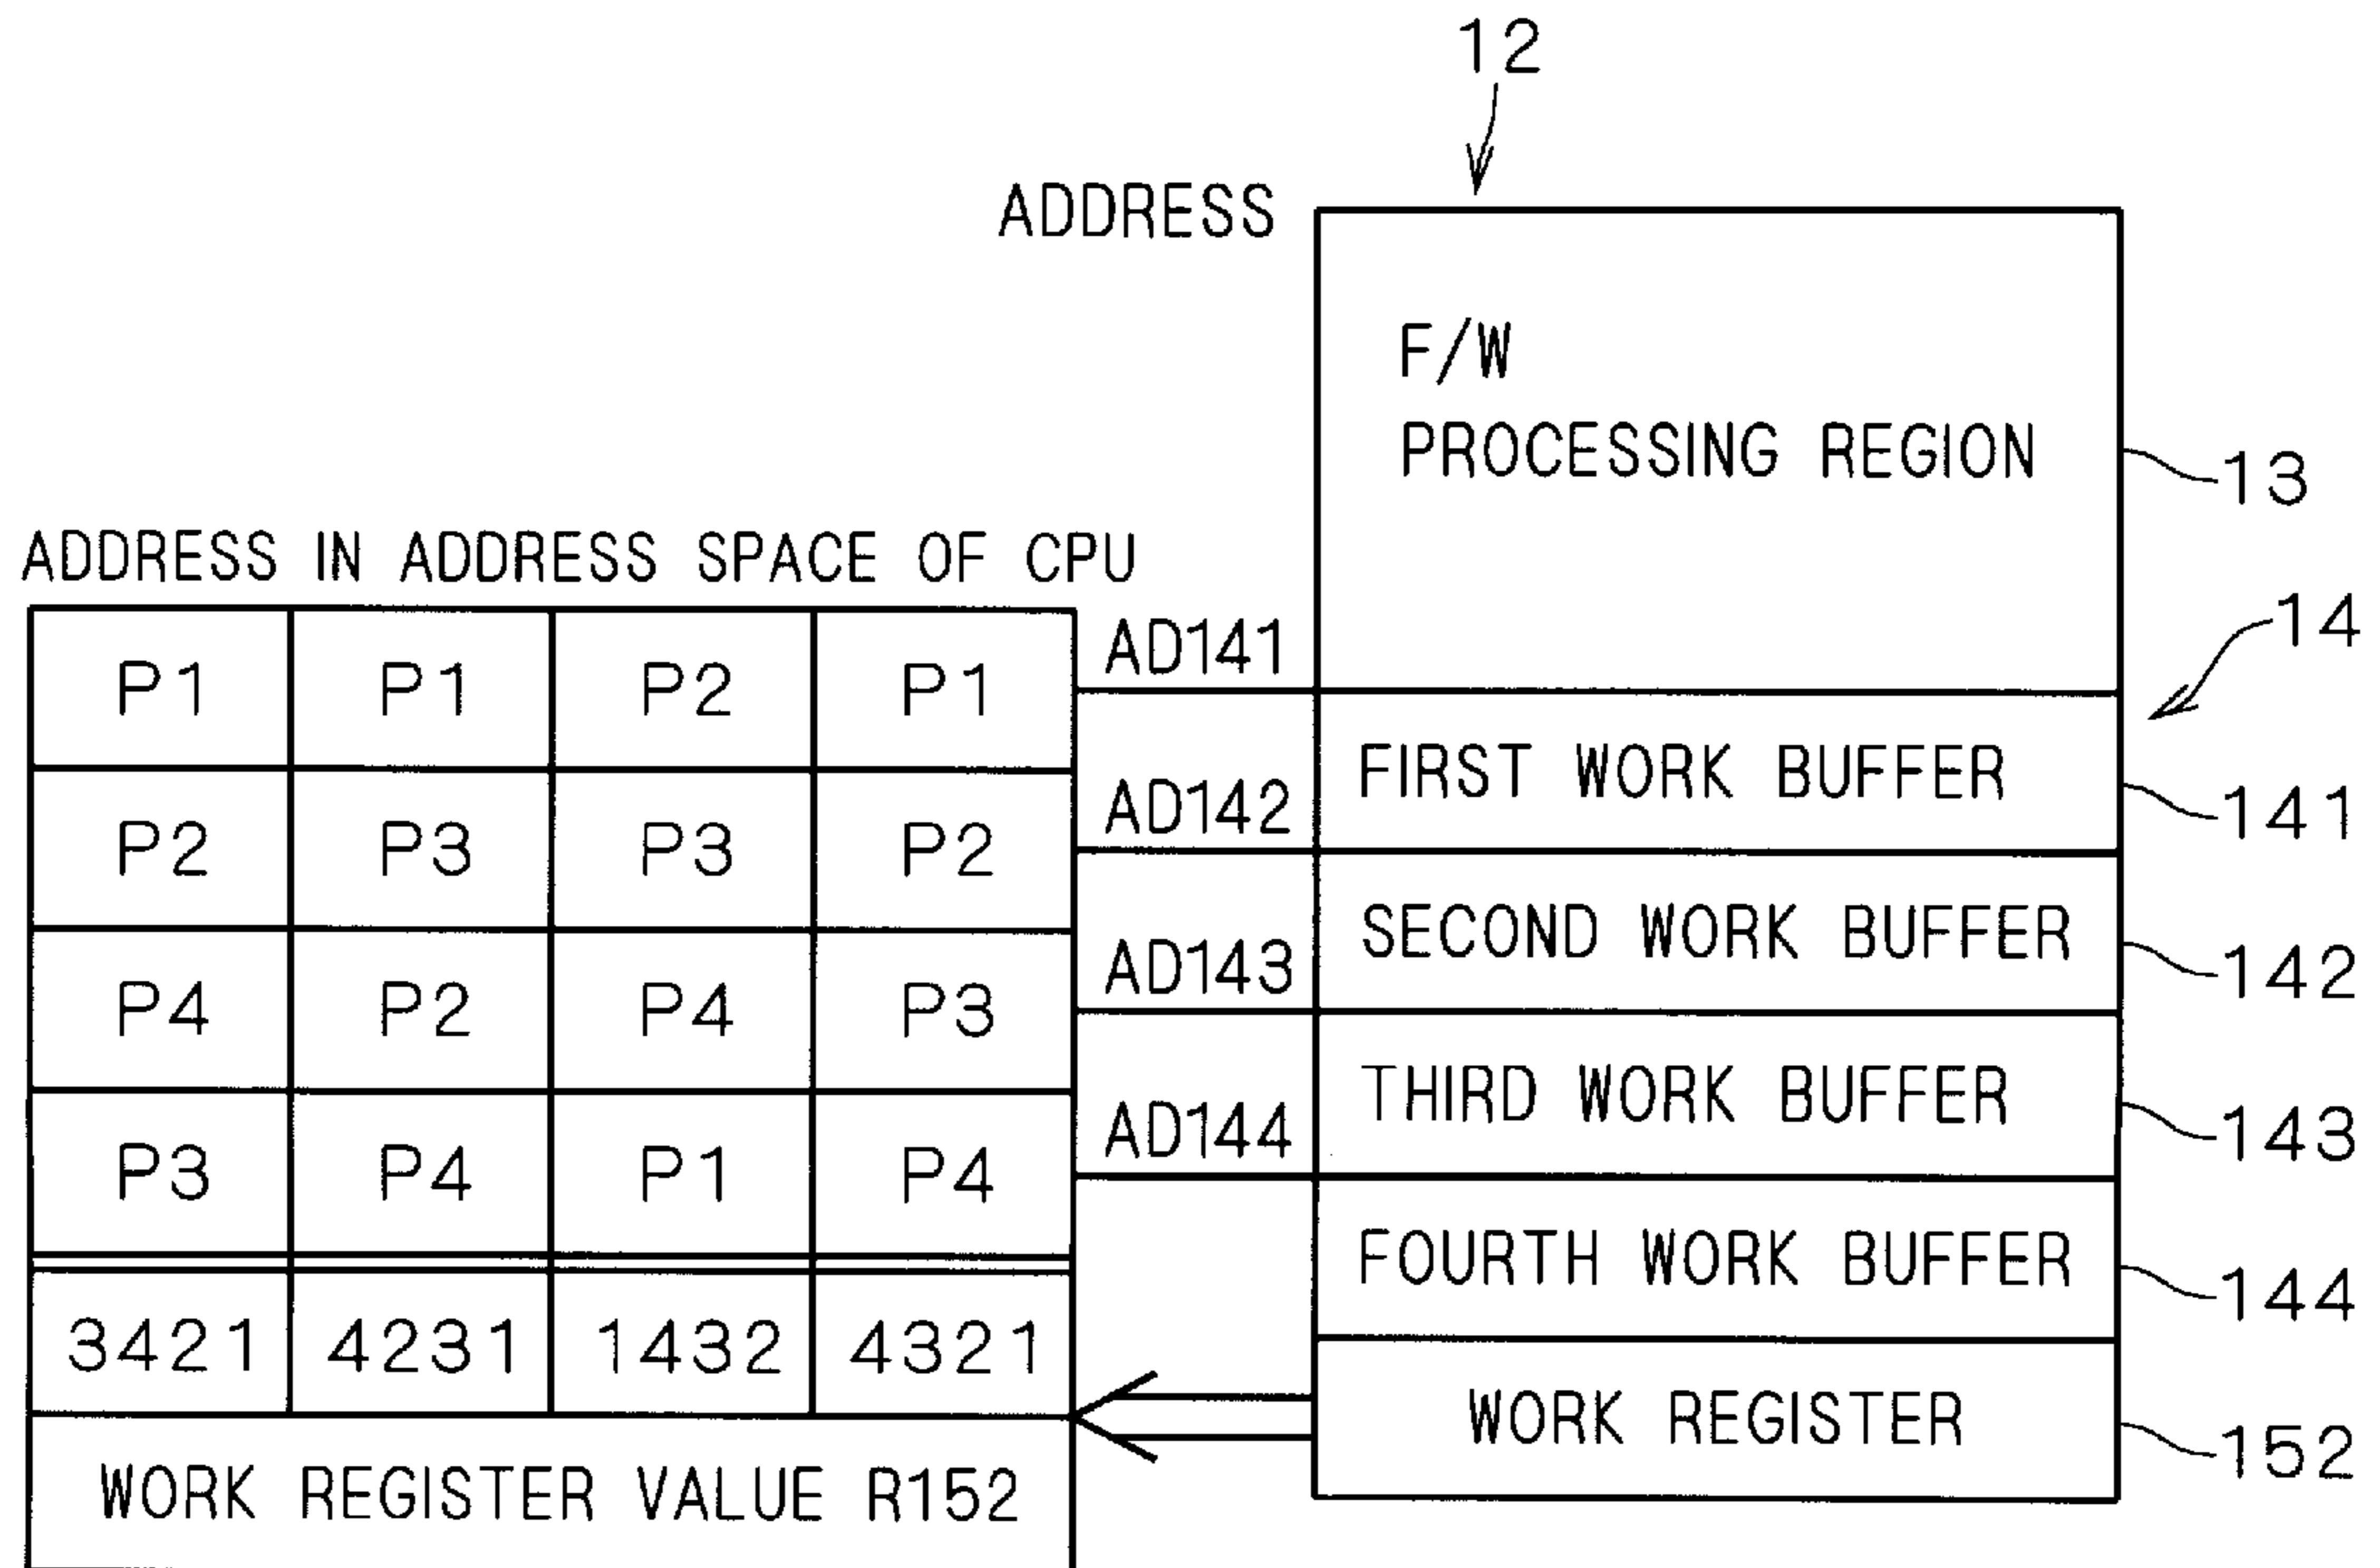 12
ADDRESS
F/W
PROCESSING REGION
13
ADDRESS IN ADDRESS SPACE OF CPU
14
P1 P1 P2 P1
AD141
FIRST WORK BUFFER
141
P2 P3 P3 P2
AD142
SECOND WORK BUFFER
142
P4 P2 P4 P3
AD143
THIRD WORK BUFFER
143
P3 P4 P1 P4
AD144
FOURTH WORK BUFFER
144
3421 4231 1432 4321
WORK REGISTER
152
WORK REGISTER VALUE R152